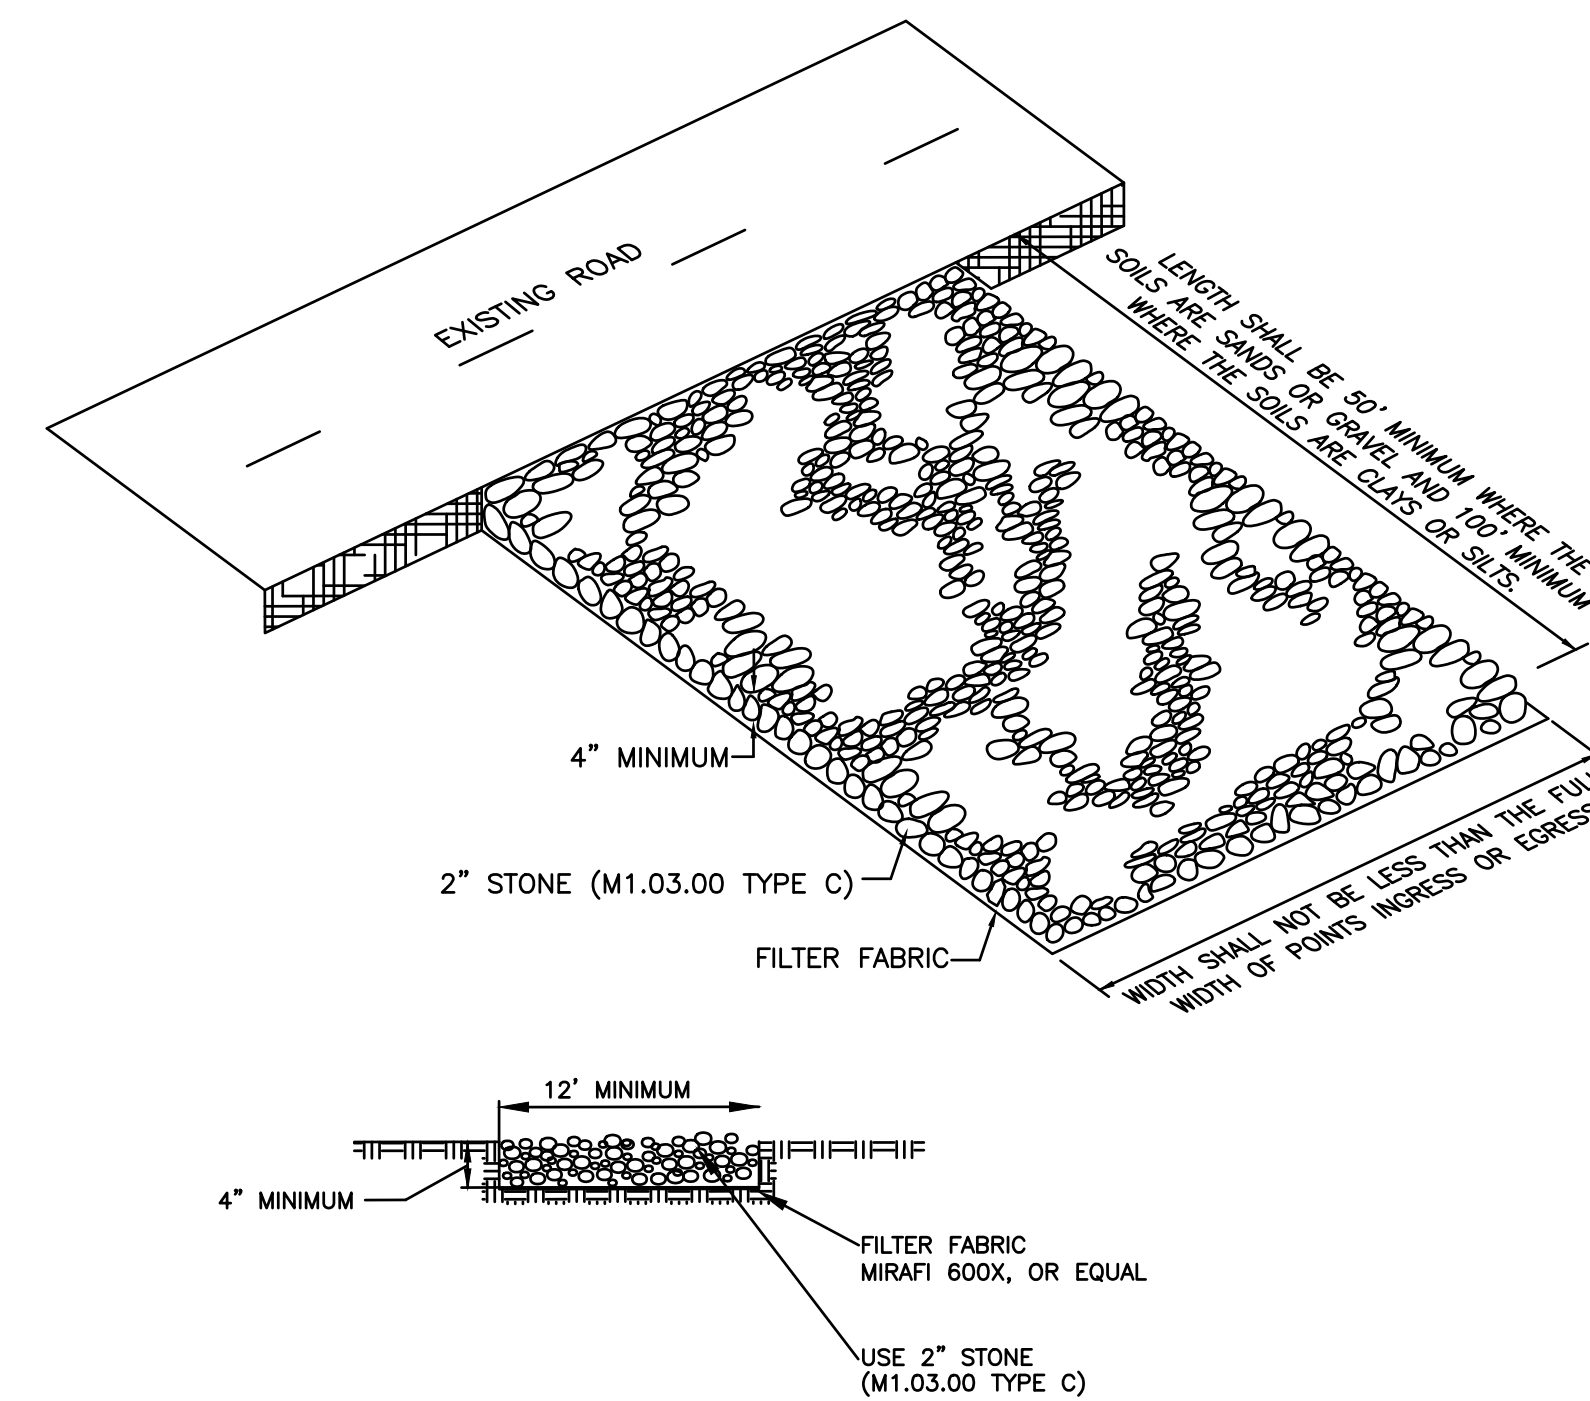 EXISTING ROAD
LENGTH SHALL BE 50' MINIMUM WHERE THE
SOILS ARE SANDS OR GRAVEL AND 100' MINIMUM
WHERE THE SOILS ARE CLAYS OR SILTS.
4" MINIMUM
2" STONE (M1.03.00 TYPE C)
FILTER FABRIC
WIDTH SHALL NOT BE LESS THAN THE
WIDTH OF POINTS INGRESS OR EGRESS
12' MINIMUM
4" MINIMUM
FILTER FABRIC
MIRAFI 600X, OR EQUAL
USE 2" STONE
(M1.03.00 TYPE C)